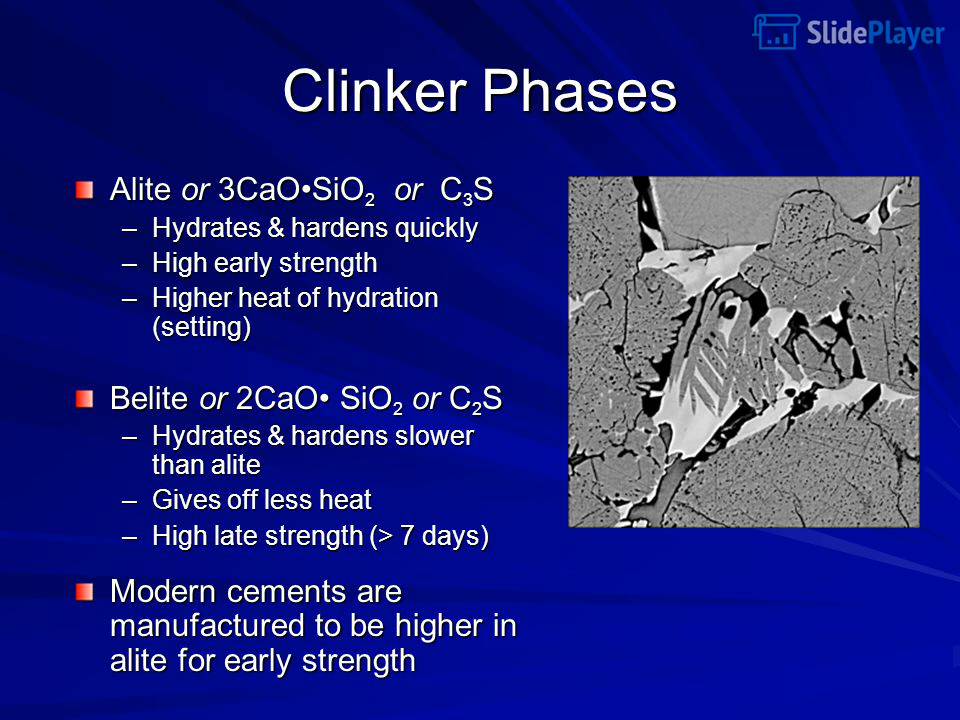 SlidePlayer
Clinker Phases
Alite or 3CaO•SiO₂ or C₃S
– Hydrates & hardens quickly
– High early strength
– Higher heat of hydration
(setting)
Belite or 2CaO• SiO₂ or C₂S
– Hydrates & hardens slower
than alite
– Gives off less heat
– High late strength (> 7 days)
Modern cements are
manufactured to be higher in
alite for early strength